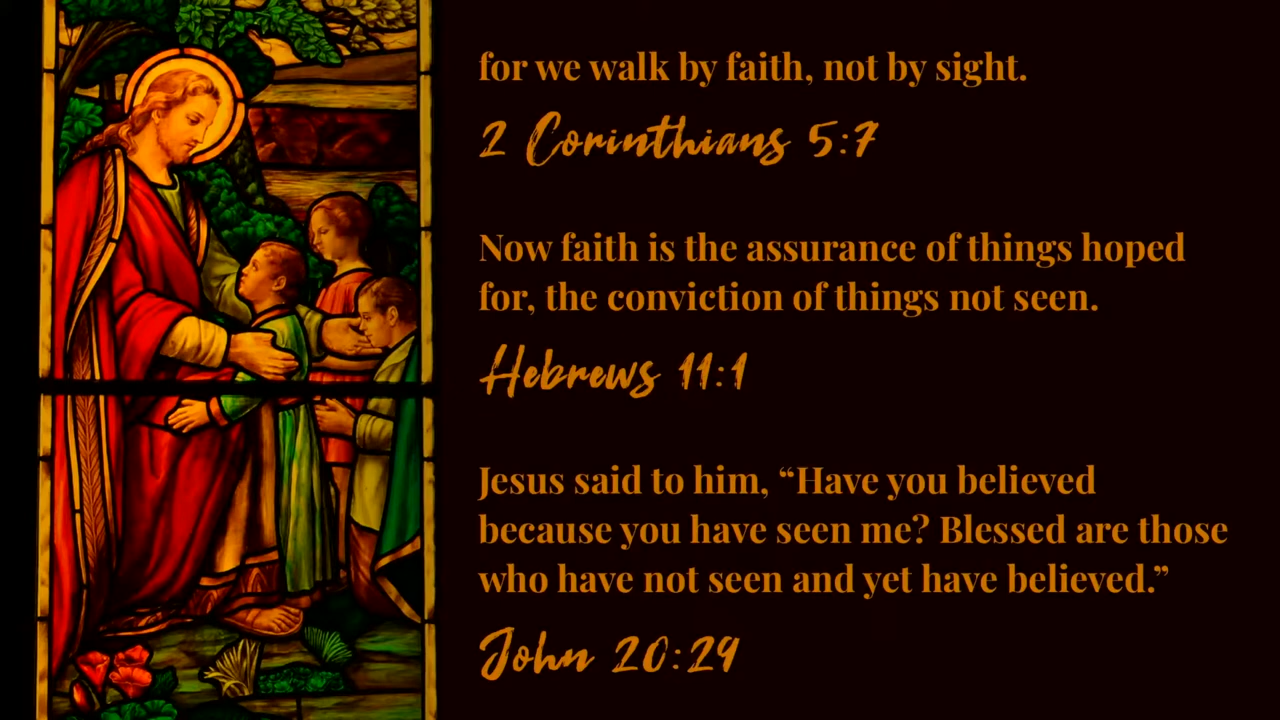 for we walk by faith, not by sight.
2 Corinthians 5:7
Now faith is the assurance of things hoped
for, the conviction of things not seen.
Hebrews 11:1
Jesus said to him, “Have you believed
because you have seen me? Blessed are those
who have not seen and yet have believed.”
John 20:29